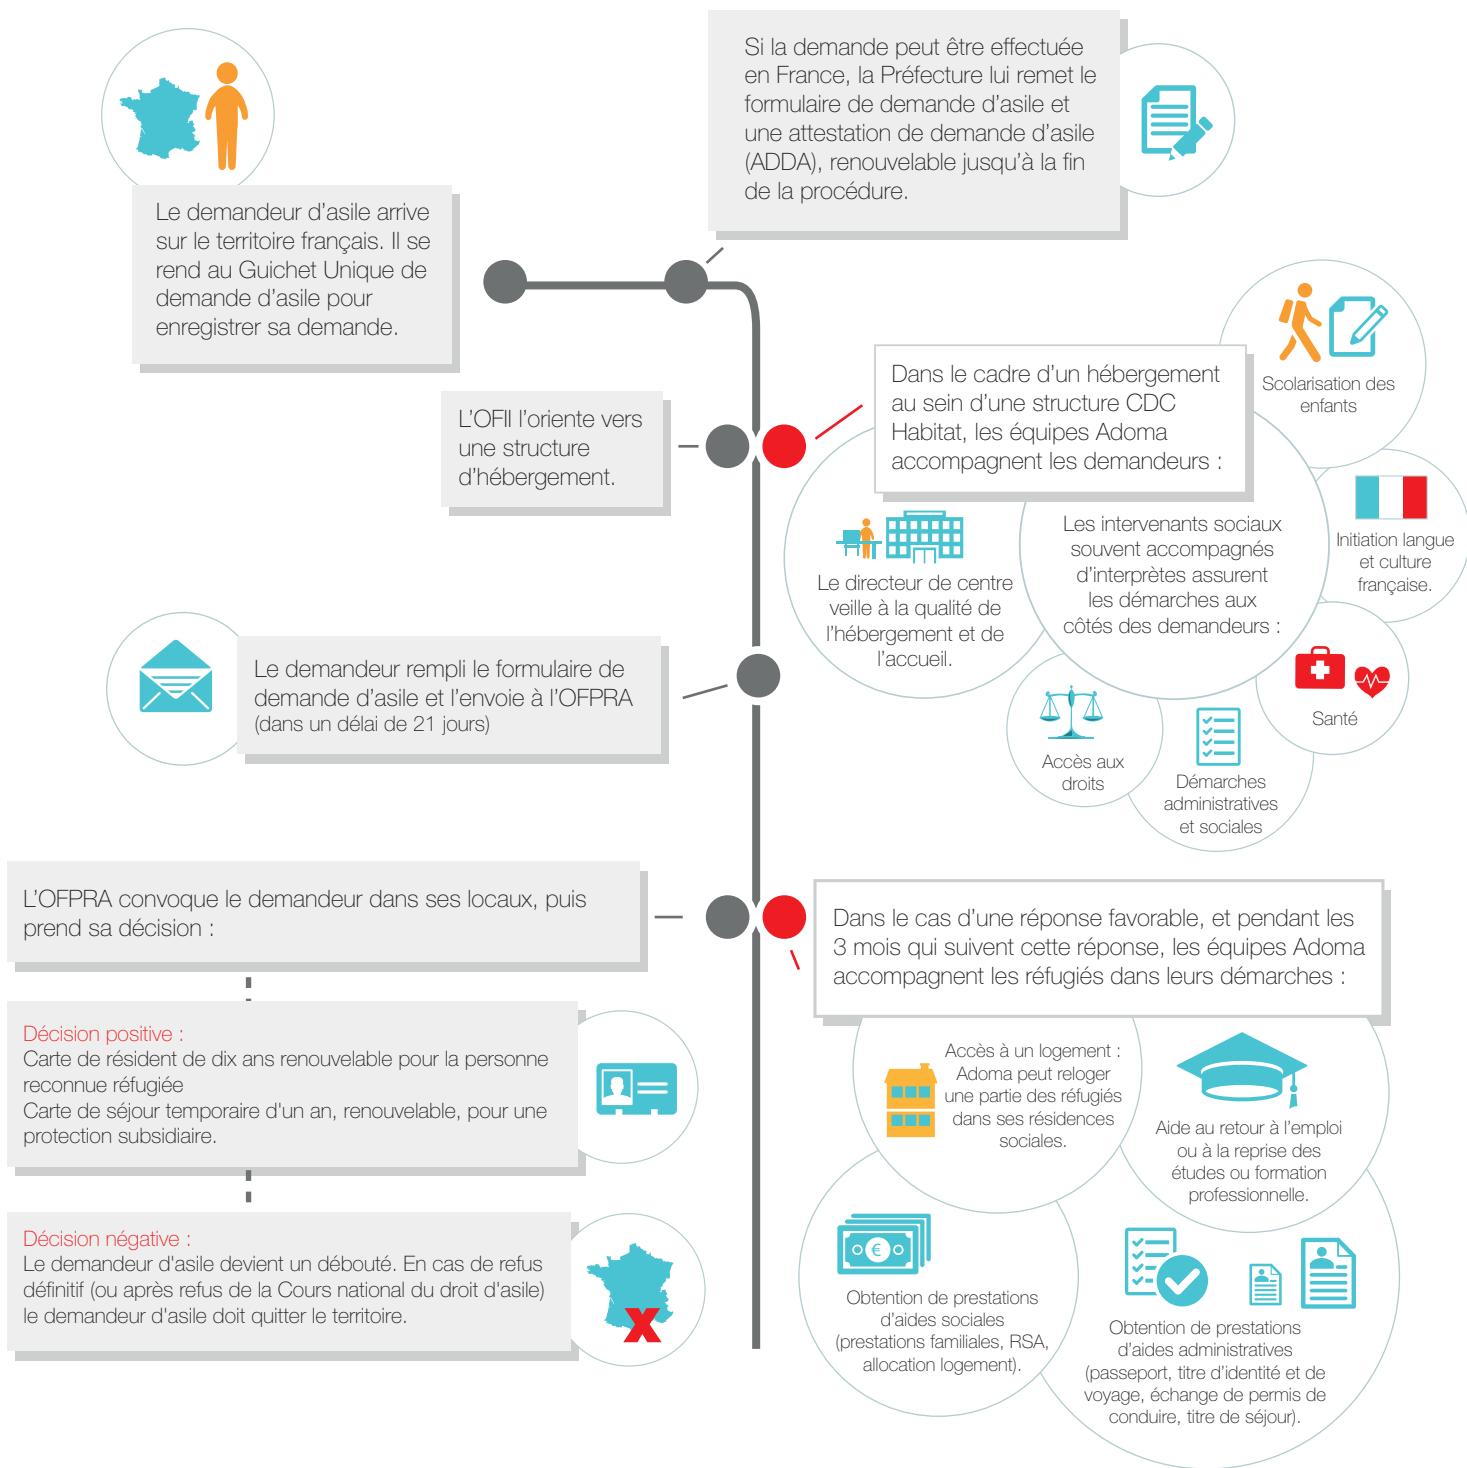 Le demandeur d'asile arrive
sur le territoire français. Il se
rend au Guichet Unique de
demande d'asile pour
enregistrer sa demande.
Si la demande peut être effectuée
en France, la Préfecture lui remet le
formulaire de demande d'asile et
une attestation de demande d'asile
(ADDA), renouvelable jusqu'à la fin
de la procédure.
L'OFII l'oriente vers
une structure
d'hébergement.
Dans le cadre d'un hébergement
au sein d'une structure CDC
Habitat, les équipes Adoma
accompagnent les demandeurs :
Le directeur de centre
veille à la qualité de
l'hébergement et de
l'accueil.
Les intervenants sociaux
souvent accompagnés
d'interprètes assurent
les démarches aux
côtés des demandeurs :
Scolarisation des
enfants
Initiation langue
et culture
française.
Santé
Démarches
administratives
et sociales
Accès aux
droits
Le demandeur rempli le formulaire de
demande d'asile et l'envoie à l'OFPRA
(dans un délai de 21 jours)
L'OFPRA convoque le demandeur dans ses locaux, puis
prend sa décision :
Décision positive :
Carte de résident de dix ans renouvelable pour la personne
reconnue réfugiée
Carte de séjour temporaire d'un an, renouvelable, pour une
protection subsidiaire.
Décision négative :
Le demandeur d'asile devient un débouté. En cas de refus
définitif (ou après refus de la Cours national du droit d'asile)
le demandeur d'asile doit quitter le territoire.
Dans le cas d'une réponse favorable, et pendant les
3 mois qui suivent cette réponse, les équipes Adoma
accompagnent les réfugiés dans leurs démarches :
Accès à un logement :
Adoma peut reloger
une partie des réfugiés
dans ses résidences
sociales.
Aide au retour à l'emploi
ou à la reprise des
études ou formation
professionnelle.
€
Obtention de prestations
d'aides sociales
(prestations familiales, RSA,
allocation logement).
Obtention de prestations
d'aides administratives
(passeport, titre d'identité et de
voyage, échange de permis de
conduire, titre de séjour).